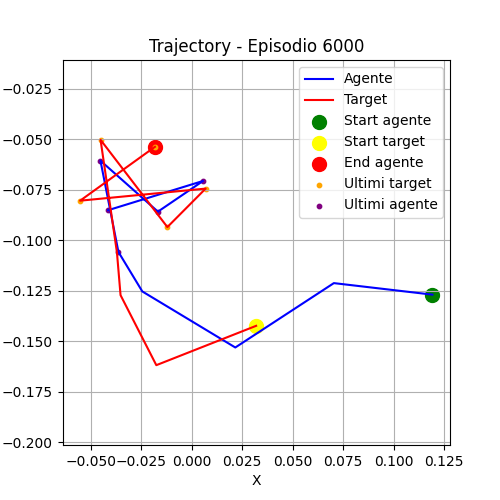 Trajectory - Episodio 6000
Agente
Target
Start agente
Start target
End agente
Ultimi target
Ultimi agente
−0.025
−0.050
−0.075
−0.100
−0.125
−0.150
−0.175
−0.200
−0.050 −0.025 0.000 0.025 0.050 0.075 0.100 0.125
X